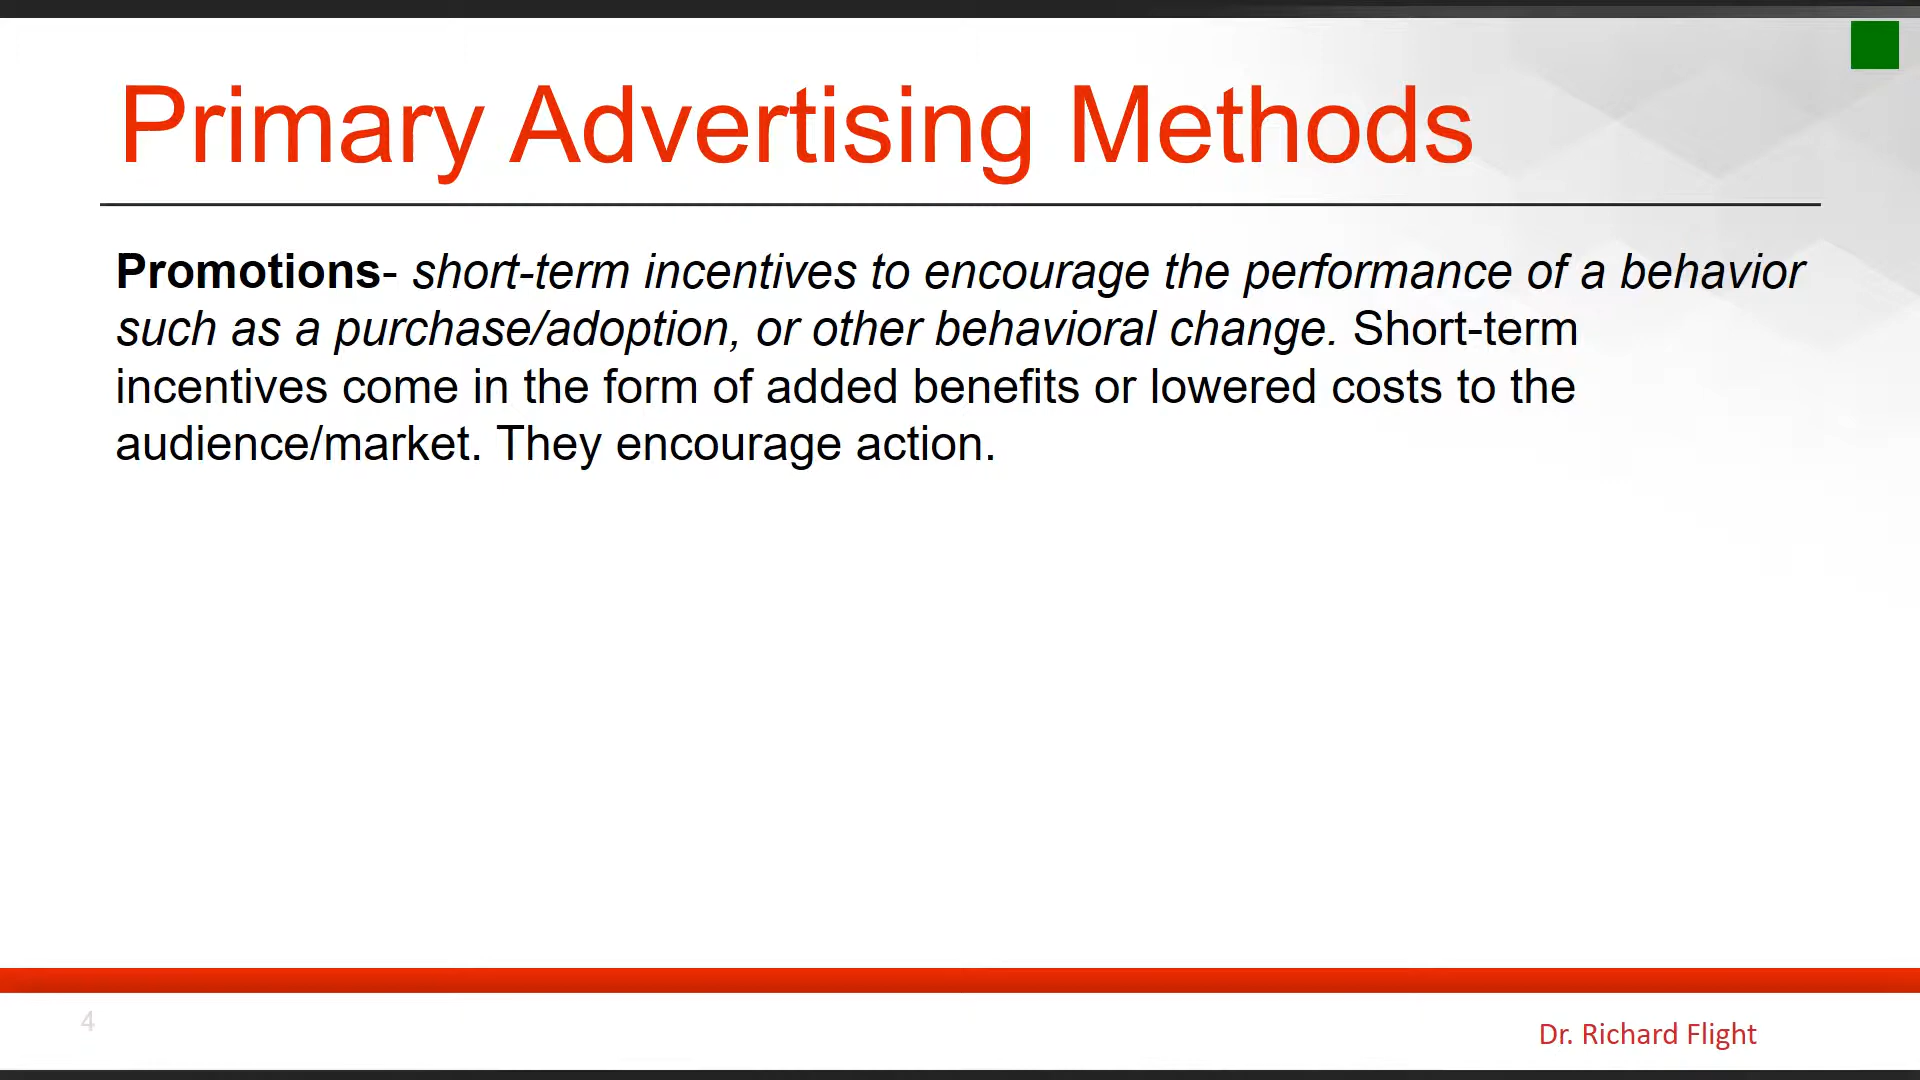 Primary Advertising Methods
Promotions- short-term incentives to encourage the performance of a behavior
such as a purchase/adoption, or other behavioral change. Short-term
incentives come in the form of added benefits or lowered costs to the
audience/market. They encourage action.
4
Dr. Richard Flight